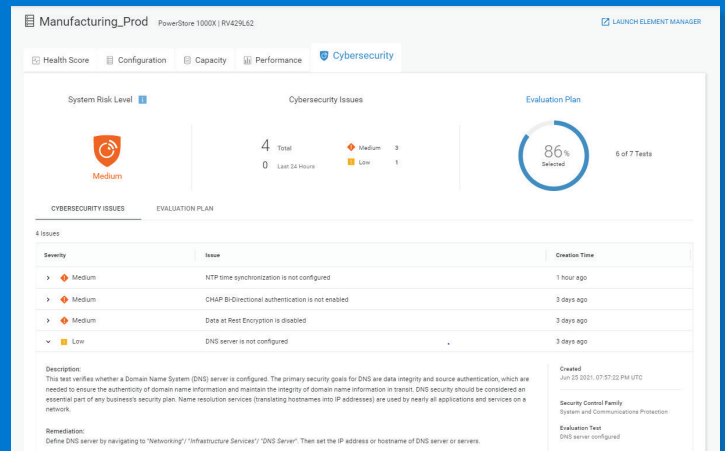 Manufacturing_Prod PowerStore 1000X | RV429L62 LAUNCH ELEMENT MANAGER
Health Score Configuration Capacity Performance Cybersecurity
System Risk Level Cybersecurity Issues Evaluation Plan
4 Total Medium 3
0 Last 24 Hours Low 1
86% Selected
6 of 7 Tests
Medium
CYBERSECURITY ISSUES EVALUATION PLAN
4 Issues
Severity Issue Creation Time
Medium NTP time synchronization is not configured 1 hour ago
Medium CHAP Bi-Directional authentication is not enabled 3 days ago
Medium Data at Rest Encryption is disabled 3 days ago
Low DNS server is not configured 3 days ago
Description:
This test verifies whether a Domain Name System (DNS) server is configured. The primary security goals for DNS are data integrity and source authentication, which are
needed to ensure the authenticity of domain name information and maintain the integrity of domain name information in transit. DNS security should be considered an
essential part of any business's security plan. Name resolution services (translating hostnames into IP addresses) are used by nearly all applications and services on a
network.
Remediation:
Define DNS server by navigating to "Networking"/ "Infrastructure Services"/ "DNS Server". Then set the IP address or hostname of DNS server or servers.
Created
Jun 25 2021, 07:57:22 PM UTC
Security Control Family
System and Communications Protection
Evaluation Test
DNS server configured